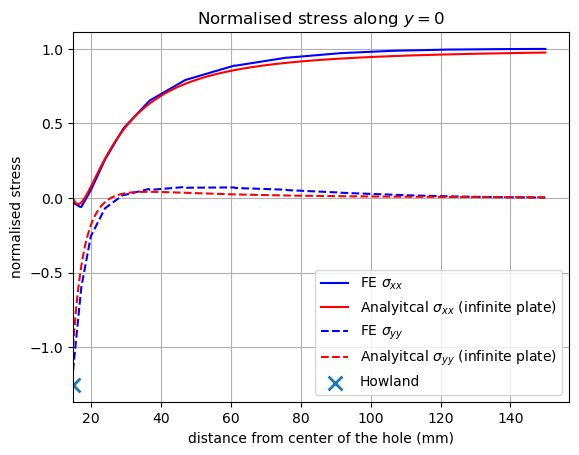 Normalised stress along y = 0
normalised stress
1.0
0.5
0.0
−0.5
−1.0
FE σxx
Analyitcal σxx (infinite plate)
FE σyy
Analyitcal σyy (infinite plate)
Howland
20 40 60 80 100 120 140
distance from center of the hole (mm)